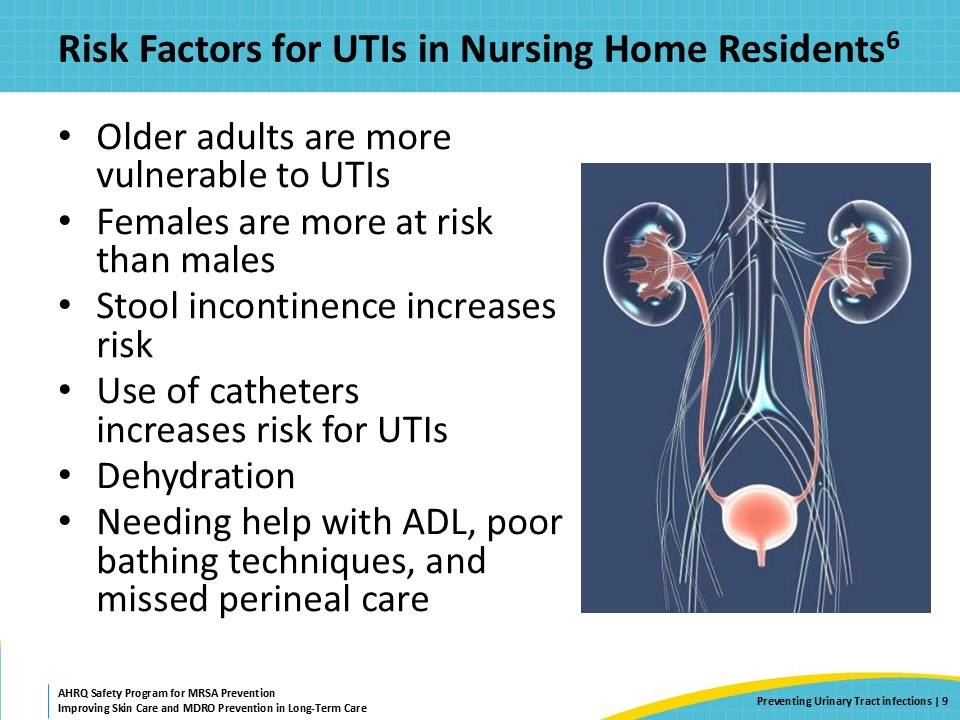 Risk Factors for UTIs in Nursing Home Residents6
• Older adults are more
vulnerable to UTIs
• Females are more at risk
than males
• Stool incontinence increases
risk
• Use of catheters
increases risk for UTIs
• Dehydration
• Needing help with ADL, poor
bathing techniques, and
missed perineal care
AHRQ Safety Program for MRSA Prevention
Improving Skin Care and MDRO Prevention in Long-Term Care
Preventing Urinary Tract infections | 9